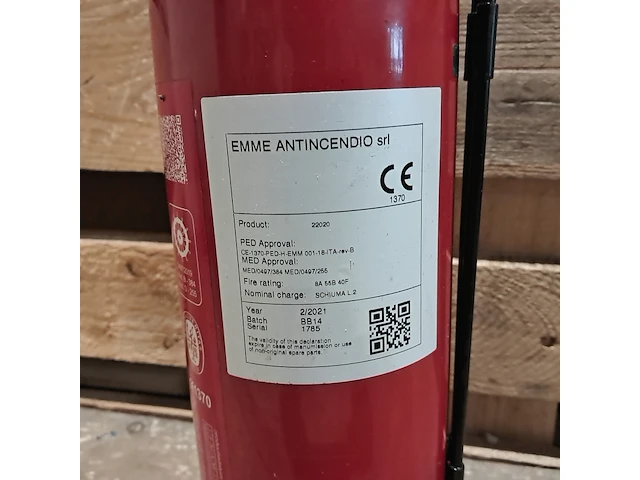 EMME ANTINCENDIO srl
CE
1370
Product: 22020
PED Approval:
CE-1370-PED-H-EMM 001-18-ITA-rev-B
MED Approval:
MED/0497/384 MED/0497/255
Fire rating: 8A 55B 40F
Nominal charge: SCHIUMA L.2
Year 2/2021
Batch BB14
Serial 1785
The validity of this declaration
expire in case of manumission or use
of non-original spare parts.
1370